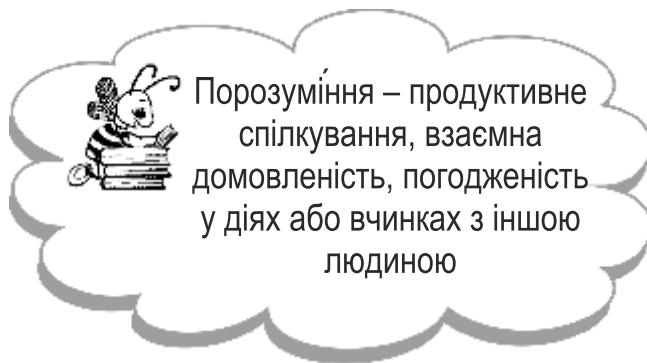 Порозумі́ння – продуктивне
спілкування, взаємна
домовленість, погодженість
у діях або вчинках з іншою
людиною